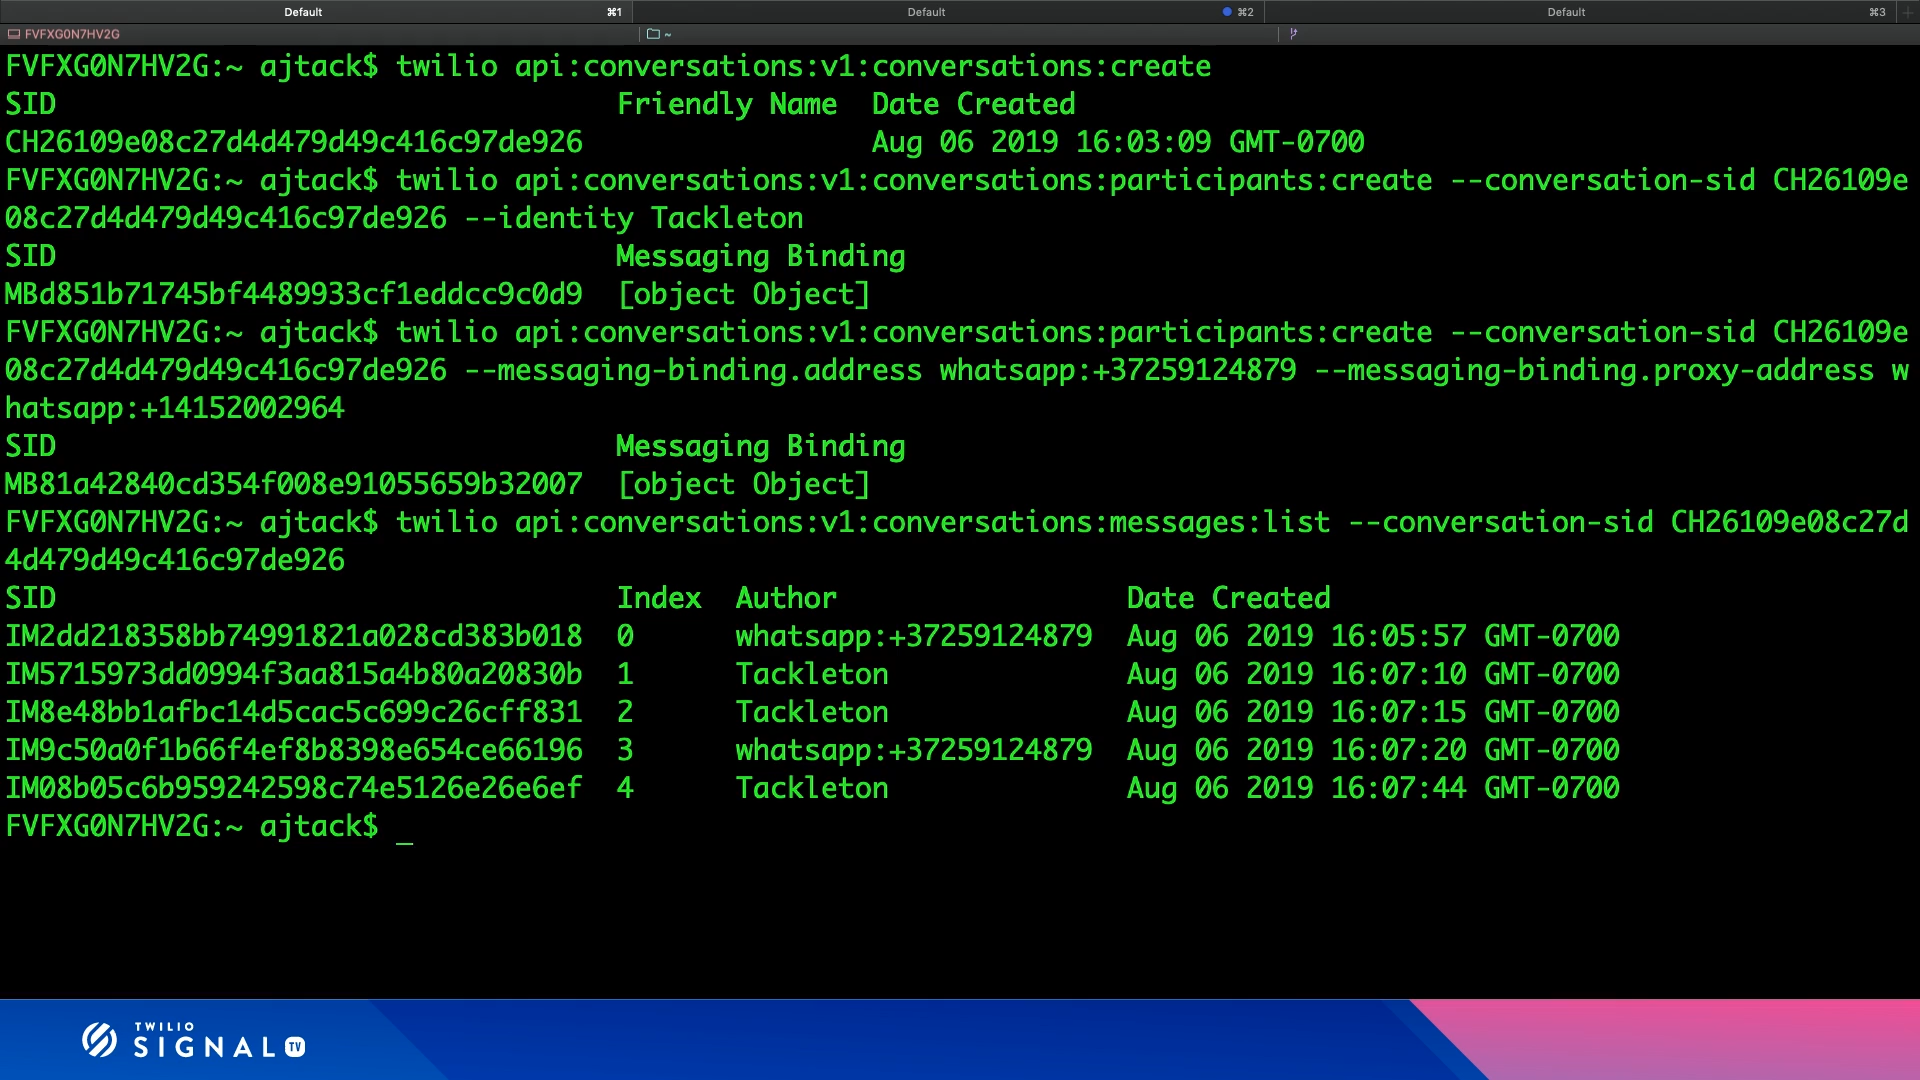 Default ⌘1 Default ⌘2 Default ⌘3
FVFXG0N7HV2G ~
FVFXG0N7HV2G:~ ajtack$ twilio api:conversations:v1:conversations:create
SID Friendly Name Date Created
CH26109e08c27d4d479d49c416c97de926 Aug 06 2019 16:03:09 GMT-0700
FVFXG0N7HV2G:~ ajtack$ twilio api:conversations:v1:conversations:participants:create --conversation-sid CH26109e
08c27d4d479d49c416c97de926 --identity Tackleton
SID Messaging Binding
MBd851b71745bf4489933cf1eddcc9c0d9 [object Object]
FVFXG0N7HV2G:~ ajtack$ twilio api:conversations:v1:conversations:participants:create --conversation-sid CH26109e
08c27d4d479d49c416c97de926 --messaging-binding.address whatsapp:+37259124879 --messaging-binding.proxy-address w
hatsapp:+14152002964
SID Messaging Binding
MB81a42840cd354f008e91055659b32007 [object Object]
FVFXG0N7HV2G:~ ajtack$ twilio api:conversations:v1:conversations:messages:list --conversation-sid CH26109e08c27d
4d479d49c416c97de926
SID Index Author Date Created
IM2dd218358bb74991821a028cd383b018 0 whatsapp:+37259124879 Aug 06 2019 16:05:57 GMT-0700
IM5715973dd0994f3aa815a4b80a20830b 1 Tackleton Aug 06 2019 16:07:10 GMT-0700
IM8e48bb1afbc14d5cac5c699c26cff831 2 Tackleton Aug 06 2019 16:07:15 GMT-0700
IM9c50a0f1b66f4ef8b8398e654ce66196 3 whatsapp:+37259124879 Aug 06 2019 16:07:20 GMT-0700
IM08b05c6b959242598c74e5126e26e6ef 4 Tackleton Aug 06 2019 16:07:44 GMT-0700
FVFXG0N7HV2G:~ ajtack$ _
TWILIO
SIGNAL TV